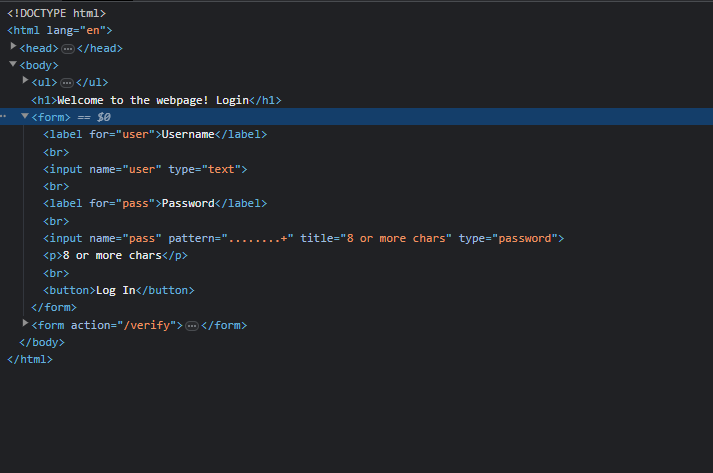 <!DOCTYPE html>
<html lang="en">
<head>…</head>
<body>
<ul>…</ul>
<h1>Welcome to the webpage! Login</h1>
… <form> == $0
<label for="user">Username</label>
<br>
<input name="user" type="text">
<br>
<label for="pass">Password</label>
<br>
<input name="pass" pattern="........+" title="8 or more chars" type="password">
<p>8 or more chars</p>
<br>
<button>Log In</button>
</form>
<form action="/verify">…</form>
</body>
</html>